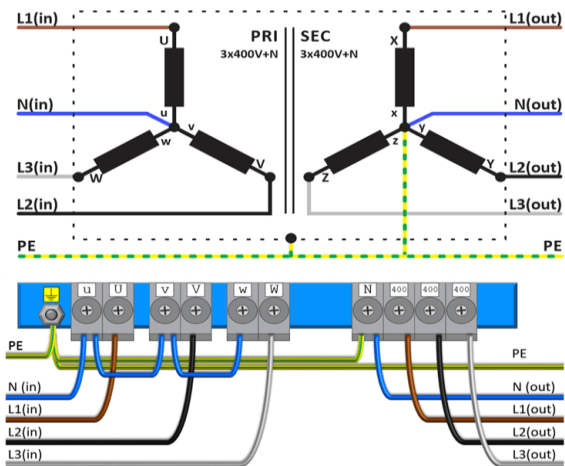 L1(in)
L1(out)
U
X
PRI
SEC
3x400V+N
3x400V+N
N(in)
N(out)
u
x
v
y
w
z
L3(in)
L2(out)
W
V
Z
Y
L2(in)
L3(out)
PE
PE
u U v V w W N 400 400 400
PE
PE
N (in)
N (out)
L1(in)
L1(out)
L2(in)
L2(out)
L3(in)
L3(out)